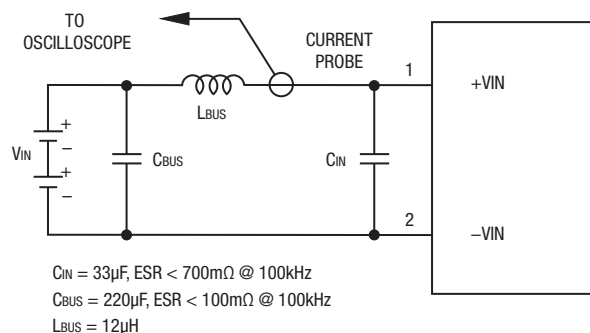 TO
OSCILLOSCOPE
CURRENT
PROBE
1
+VIN
LBUS
+
VIN
–
+
–
CBUS
CIN
2
–VIN
CIN = 33µF, ESR < 700mΩ @ 100kHz
CBUS = 220µF, ESR < 100mΩ @ 100kHz
LBUS = 12µH